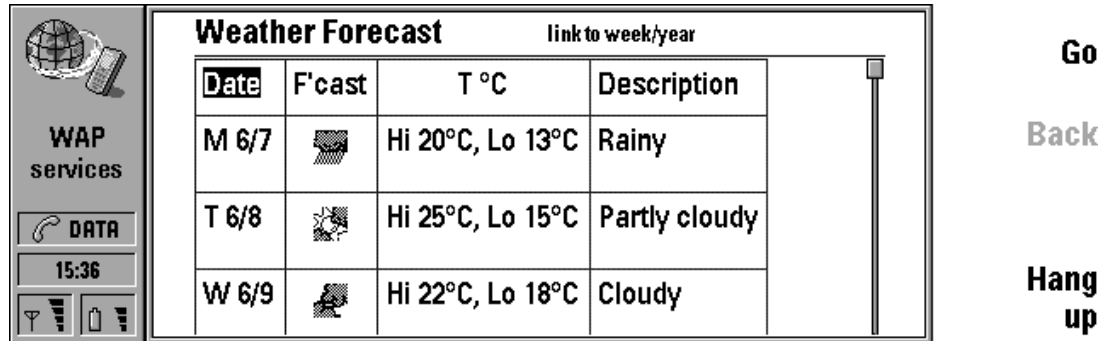 WAP
services
DATA
15:36
Weather Forecast link to week/year
Date F'cast T °C Description
M 6/7 Hi 20°C, Lo 13°C Rainy
T 6/8 Hi 25°C, Lo 15°C Partly cloudy
W 6/9 Hi 22°C, Lo 18°C Cloudy
Go
Back
Hang
up